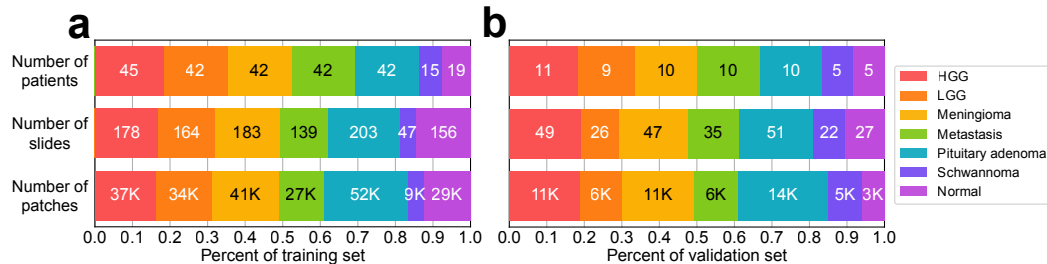 a
b
Number of
patients
45 42 42 42 42 15 19
11 9 10 10 10 5 5
Number of
slides
178 164 183 139 203 47 156
49 26 47 35 51 22 27
Number of
patches
37K 34K 41K 27K 52K 9K 29K
11K 6K 11K 6K 14K 5K 3K
0.0 0.1 0.2 0.3 0.4 0.5 0.6 0.7 0.8 0.9 1.0
Percent of training set
0.0 0.1 0.2 0.3 0.4 0.5 0.6 0.7 0.8 0.9 1.0
Percent of validation set
HGG
LGG
Meningioma
Metastasis
Pituitary adenoma
Schwannoma
Normal